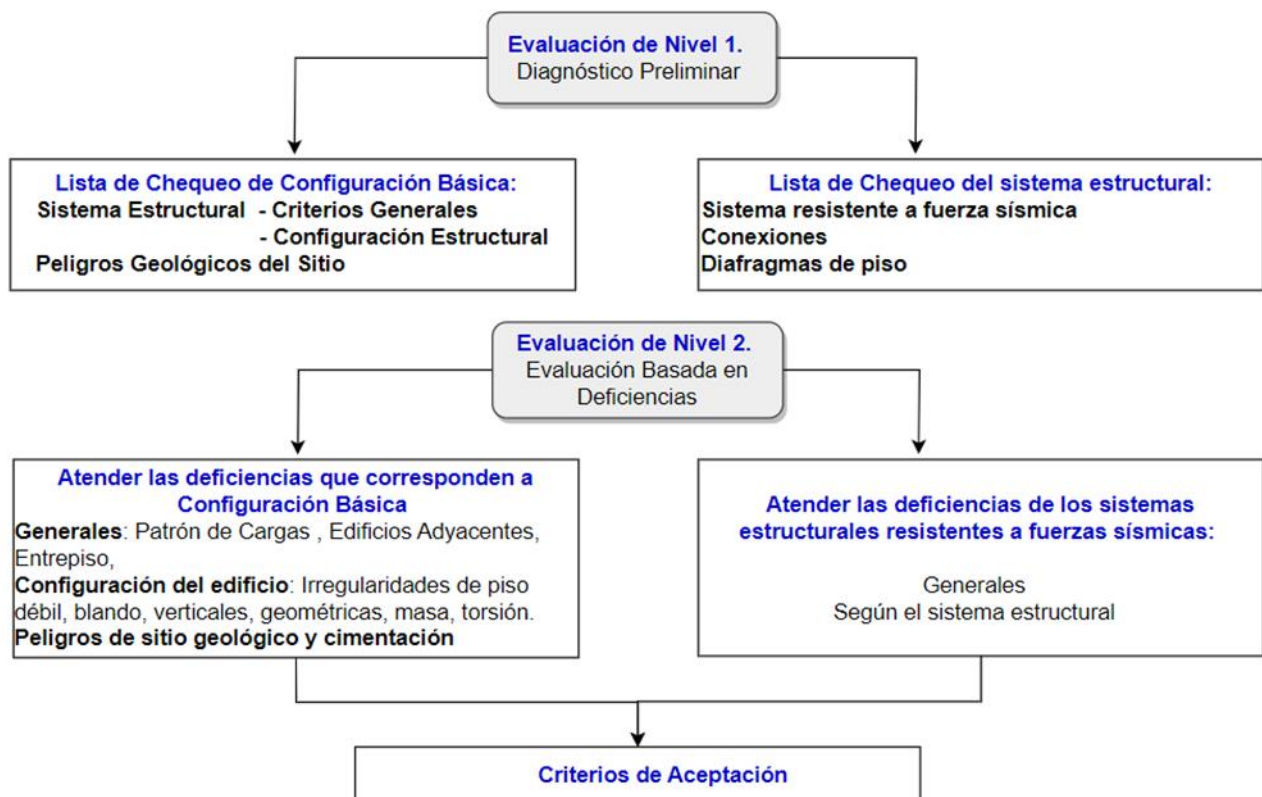 Evaluación de Nivel 1.
Diagnóstico Preliminar
Lista de Chequeo de Configuración Básica:
Sistema Estructural - Criterios Generales
- Configuración Estructural
Peligros Geológicos del Sitio
Lista de Chequeo del sistema estructural:
Sistema resistente a fuerza sísmica
Conexiones
Diafragmas de piso
Evaluación de Nivel 2.
Evaluación Basada en
Deficiencias
Atender las deficiencias que corresponden a
Configuración Básica
Generales: Patrón de Cargas , Edificios Adyacentes,
Entrepiso,
Configuración del edificio: Irregularidades de piso
débil, blando, verticales, geométricas, masa, torsión.
Peligros de sitio geológico y cimentación
Atender las deficiencias de los sistemas
estructurales resistentes a fuerzas sísmicas:
Generales
Según el sistema estructural
Criterios de Aceptación